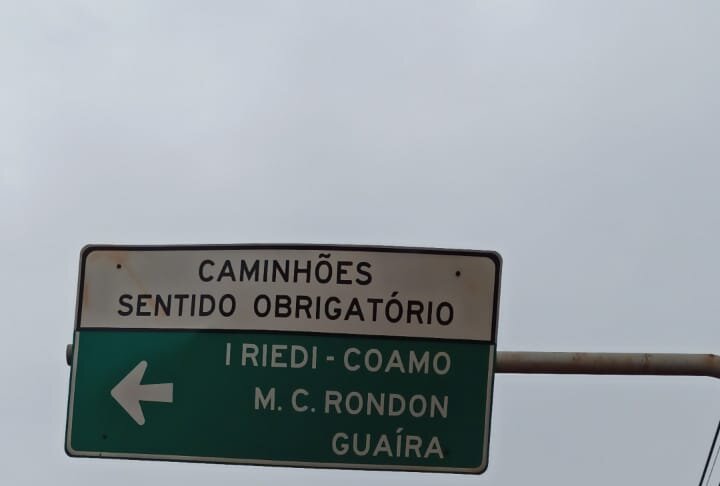 CAMINHÕES
SENTIDO OBRIGATÓRIO
I RIEDI - COAMO
M. C. RONDON
GUAÍRA